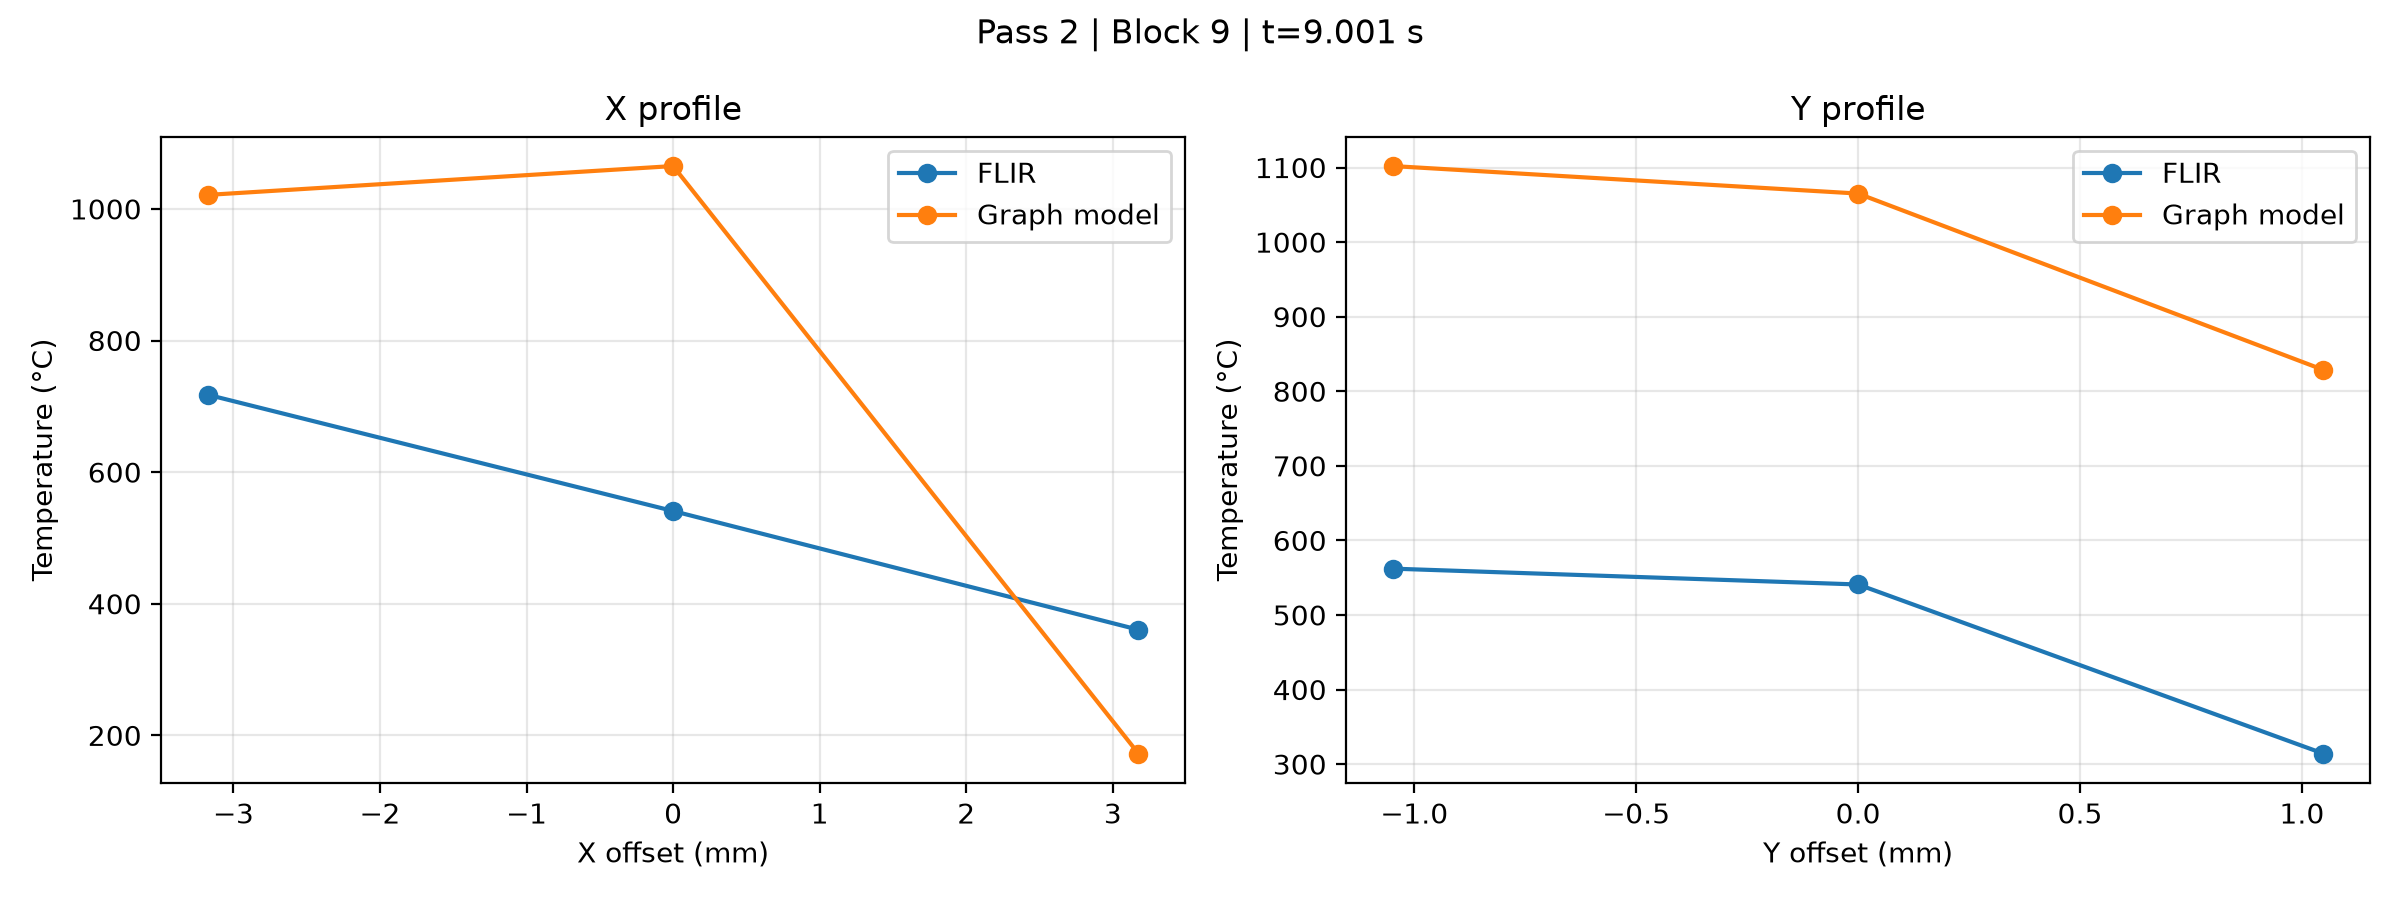 Pass 2 | Block 9 | t=9.001 s
X profile
FLIR
Graph model
1000
800
600
400
200
Temperature (°C)
−3 −2 −1 0 1 2 3
X offset (mm)
Y profile
FLIR
Graph model
1100
1000
900
800
700
600
500
400
300
Temperature (°C)
−1.0 −0.5 0.0 0.5 1.0
Y offset (mm)